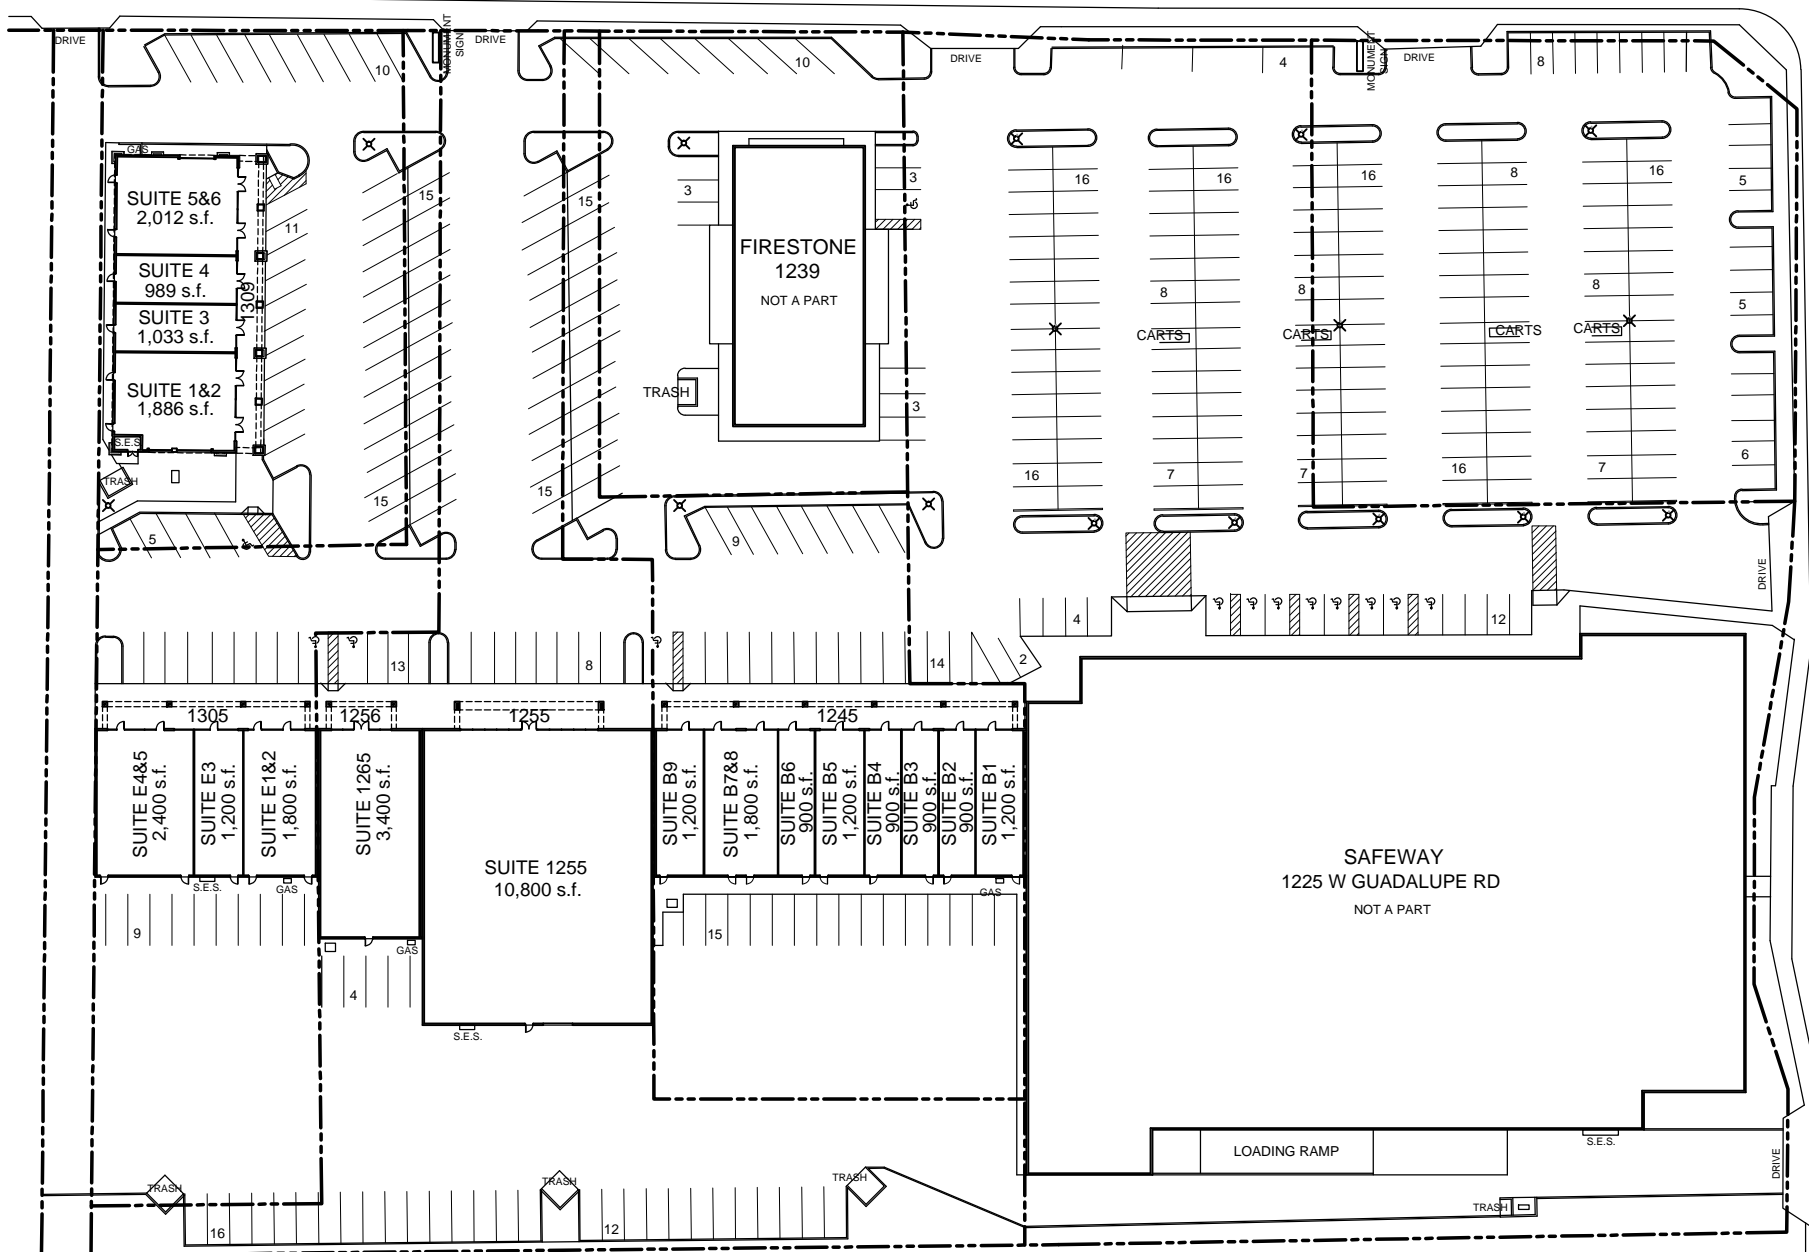 DRIVE
MONUMENT
SIGN
DRIVE
DRIVE
MONUMENT
SIGN
DRIVE
10
10
4
8
GAS
SUITE 5&6
2,012 s.f.
SUITE 4
989 s.f.
SUITE 3
1,033 s.f.
SUITE 1&2
1,886 s.f.
1309
S.E.S
TRASH
11
5
15
15
15
15
3
3
3
FIRESTONE
1239
NOT A PART
TRASH
9
16
16
16
8
16
5
8
8
8
5
CARTS
CARTS
CARTS
CARTS
16
7
7
16
7
6
DRIVE
4
12
13
8
14
2
1305
1256
1255
1245
SUITE E4&5
2,400 s.f.
SUITE E3
1,200 s.f.
SUITE E1&2
1,800 s.f.
SUITE 1265
3,400 s.f.
SUITE 1255
10,800 s.f.
SUITE B9
1,200 s.f.
SUITE B7&8
1,800 s.f.
SUITE B6
900 s.f.
SUITE B5
1,200 s.f.
SUITE B4
900 s.f.
SUITE B3
900 s.f.
SUITE B2
900 s.f.
SUITE B1
1,200 s.f.
SAFEWAY
1225 W GUADALUPE RD
NOT A PART
S.E.S.
GAS
GAS
GAS
9
4
15
S.E.S.
LOADING RAMP
S.E.S.
DRIVE
TRASH
TRASH
TRASH
TRASH
16
12